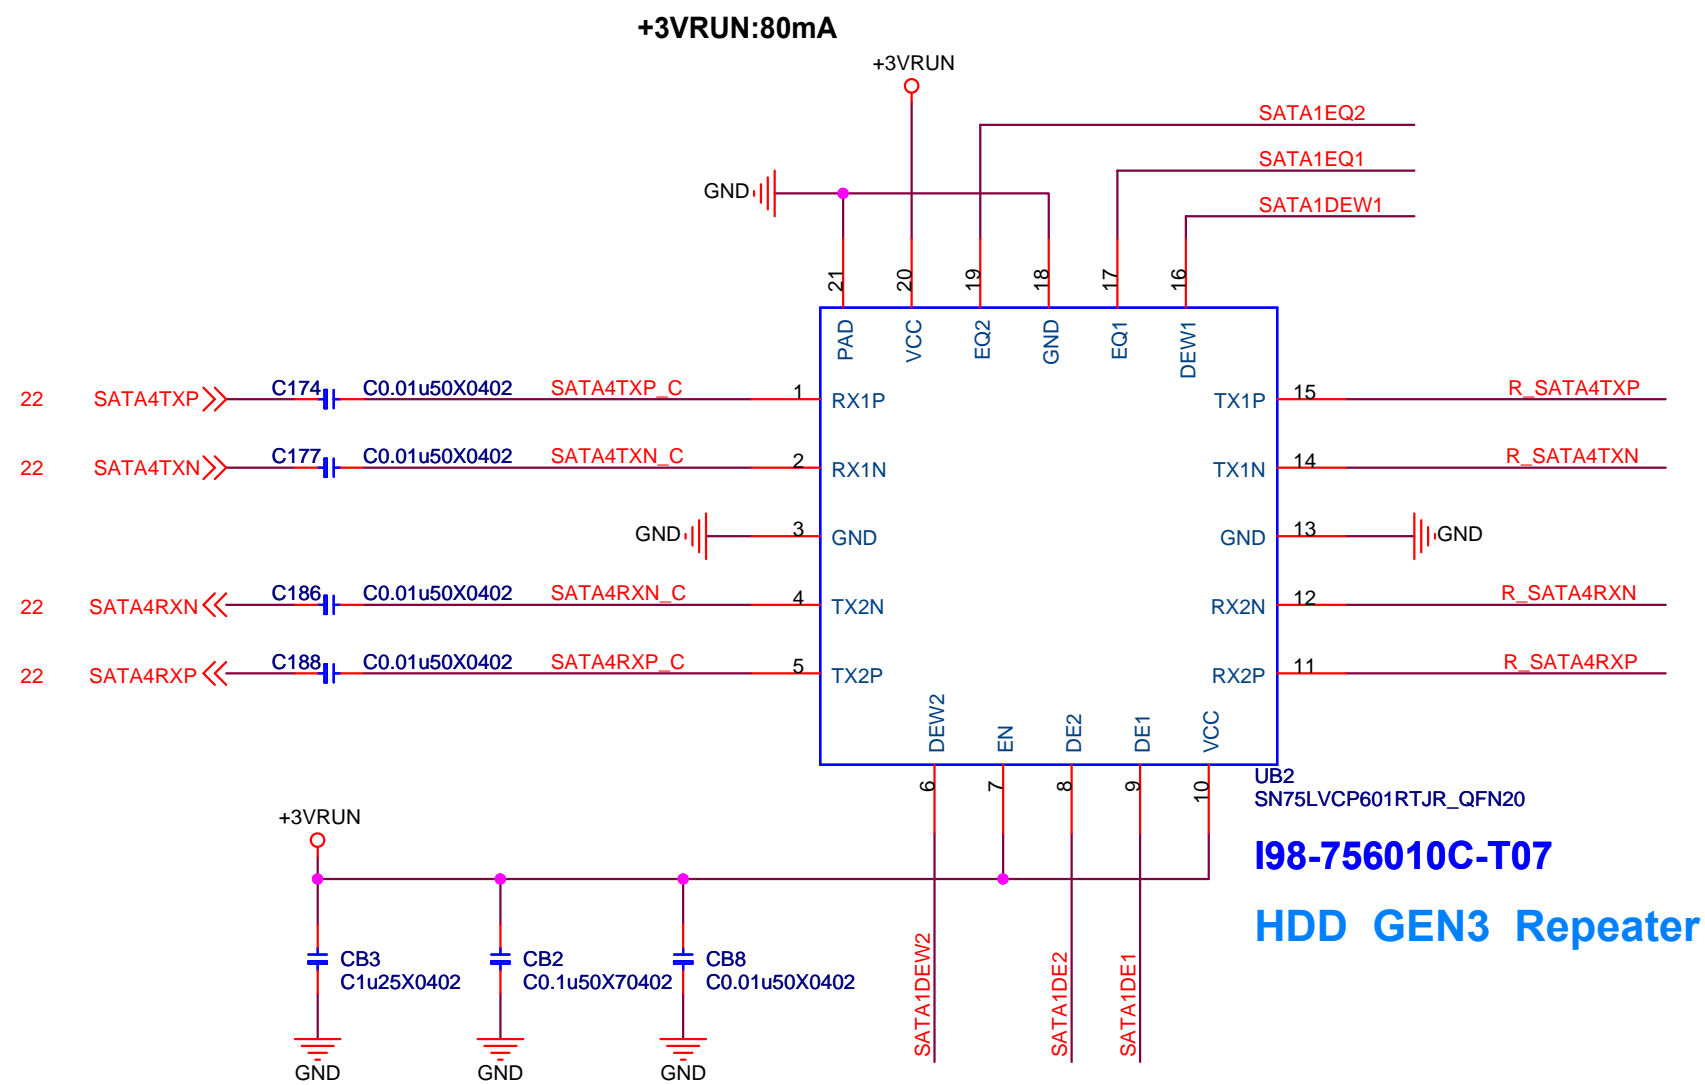 +3VRUN:80mA
+3VRUN
SATA1EQ2
SATA1EQ1
GND
SATA1DEW1
21
20
19
18
17
16
PAD
VCC
EQ2
GND
EQ1
DEW1
22 SATA4TXP C174 C0.01u50X0402 SATA4TXP_C 1 RX1P TX1P 15 R_SATA4TXP
22 SATA4TXN C177 C0.01u50X0402 SATA4TXN_C 2 RX1N TX1N 14 R_SATA4TXN
GND 3 GND GND 13 GND
22 SATA4RXN C186 C0.01u50X0402 SATA4RXN_C 4 TX2N RX2N 12 R_SATA4RXN
22 SATA4RXP C188 C0.01u50X0402 SATA4RXP_C 5 TX2P RX2P 11 R_SATA4RXP
DEW2
EN
DE2
DE1
VCC
6
7
8
9
10
UB2
SN75LVCP601RTJR_QFN20
+3VRUN
I98-756010C-T07
HDD GEN3 Repeater
CB3
C1u25X0402
CB2
C0.1u50X70402
CB8
C0.01u50X0402
SATA1DEW2
SATA1DE2
SATA1DE1
GND
GND
GND